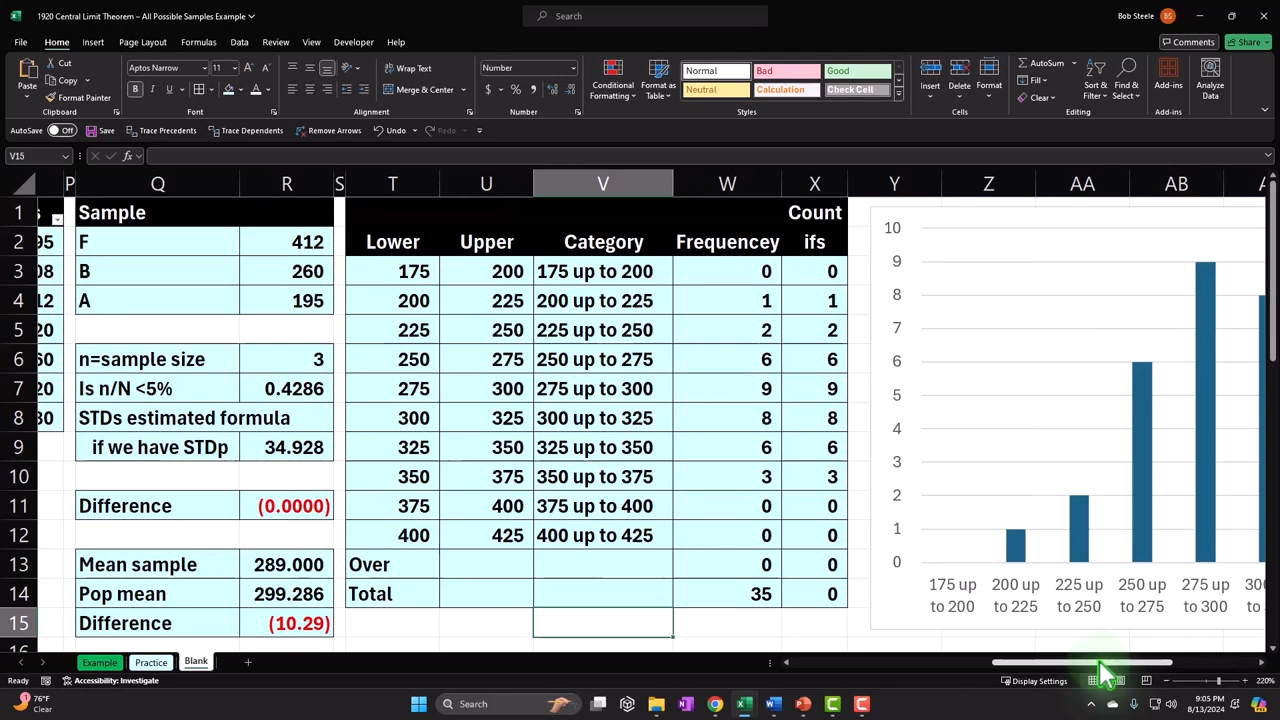 1920 Central Limit Theorem – All Possible Samples Example
Search
Bob Steele
BS
File Home Insert Page Layout Formulas Data Review View Developer Help
Comments Share
Paste
Cut
Copy
Format Painter
Clipboard
Aptos Narrow 11
B I U
Font
Wrap Text
Merge & Center
Alignment
Number
Number
Conditional Formatting
Format as Table
Normal Bad Good
Neutral Calculation Check Cell
Styles
Insert Delete Format
Cells
AutoSum
Fill
Clear
Sort & Filter
Find & Select
Editing
Add-ins
Add-ins
Analyze Data
AutoSave Off Save Trace Precedents Trace Dependents Remove Arrows Undo Redo
V15 fx
P Q R S T U V W X Y Z AA AB
1 Sample Count
2 95 F 412 Lower Upper Category Frequencey ifs
3 08 B 260 175 200 175 up to 200 0 0
4 12 A 195 200 225 200 up to 225 1 1
5 20 225 250 225 up to 250 2 2
6 60 n=sample size 3 250 275 250 up to 275 6 6
7 20 Is n/N <5% 0.4286 275 300 275 up to 300 9 9
8 30 STDs estimated formula 300 325 300 up to 325 8 8
9 if we have STDp 34.928 325 350 325 up to 350 6 6
10 350 375 350 up to 375 3 3
11 Difference (0.0000) 375 400 375 up to 400 0 0
12 400 425 400 up to 425 0 0
13 Mean sample 289.000 Over 0 0
14 Pop mean 299.286 Total 35 0
15 Difference (10.29)
16
10
9
8
7
6
5
4
3
2
1
0
175 up to 200
200 up to 225
225 up to 250
250 up to 275
275 up to 300
Example Practice Blank
Ready Accessibility: Investigate Display Settings 220%
76°F
Clear
Search
9:05 PM
8/13/2024